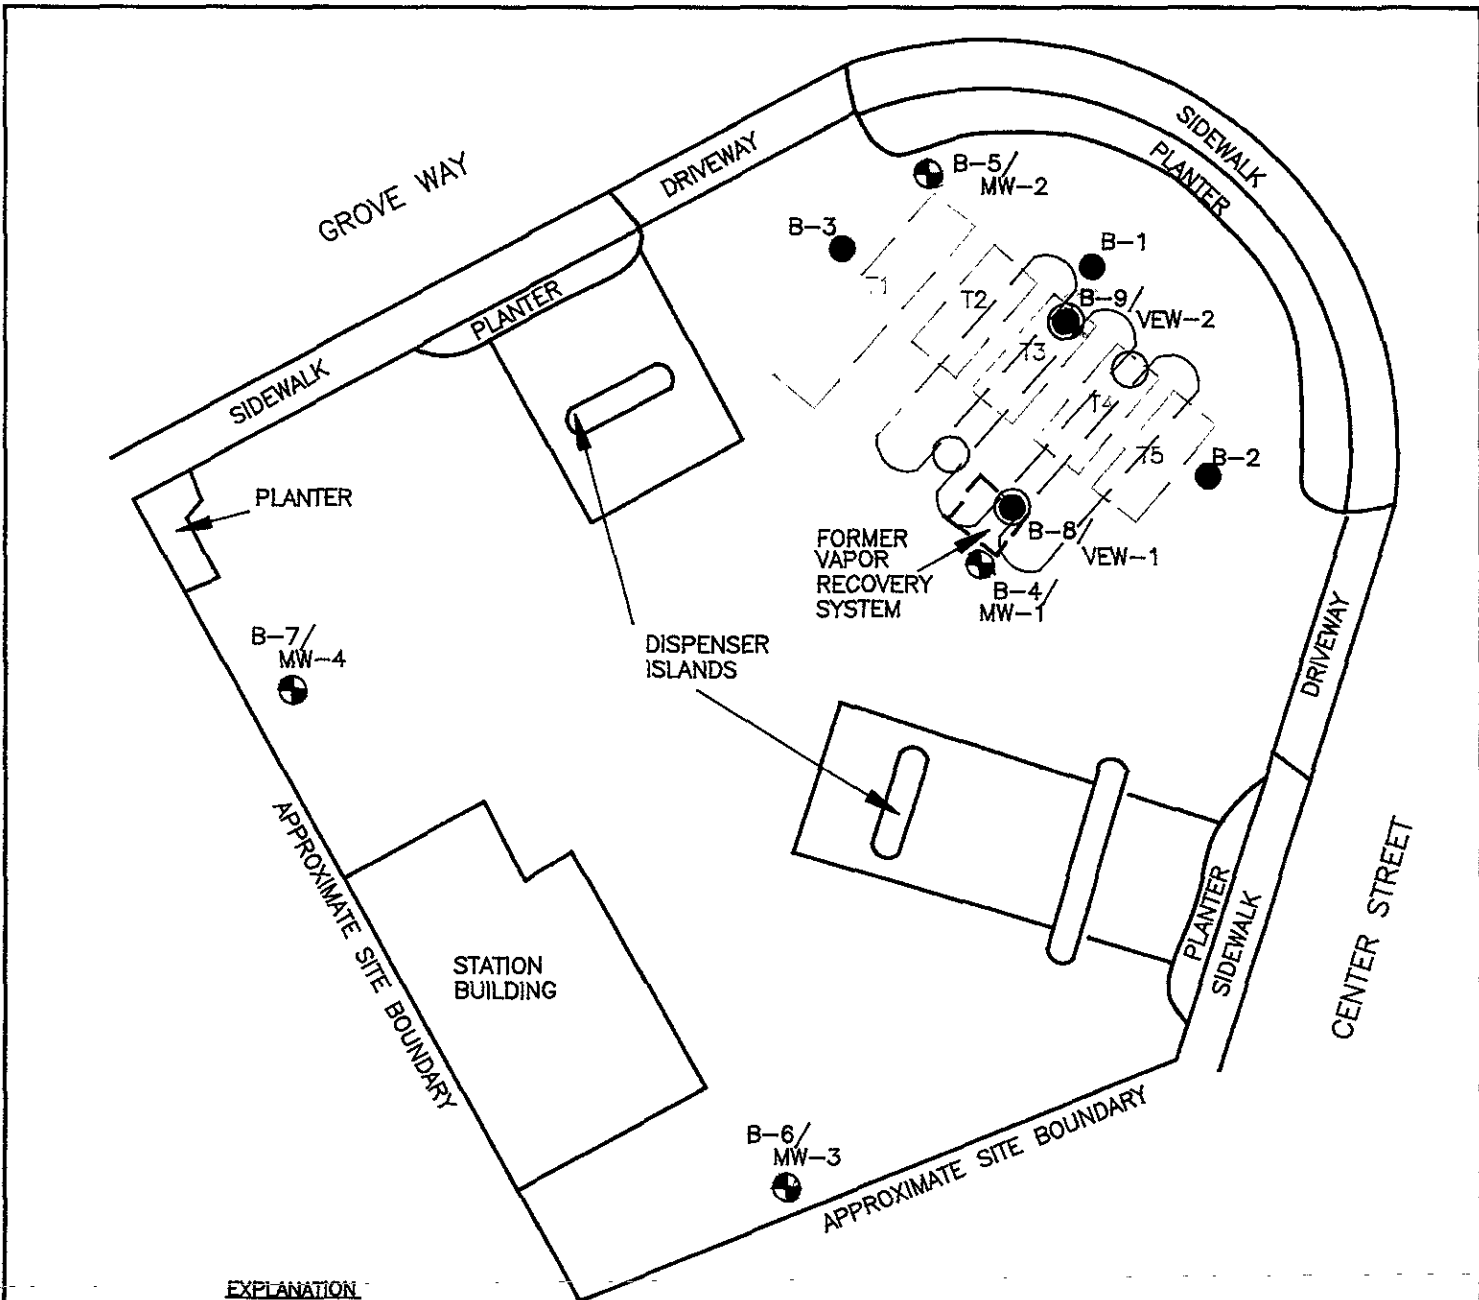 SIDEWALK
PLANTER
GROVE WAY
DRIVEWAY
B-5/
MW-2
B-3
B-1
T1
T2
B-9/
VEW-2
PLANTER
T3
SIDEWALK
T4
T5
B-2
PLANTER
FORMER
VAPOR
RECOVERY
SYSTEM
B-8/
VEW-1
B-4/
MW-1
DRIVEWAY
B-7/
MW-4
DISPENSER
ISLANDS
APPROXIMATE SITE BOUNDARY
PLANTER
SIDEWALK
CENTER STREET
STATION
BUILDING
B-6/
MW-3
APPROXIMATE SITE BOUNDARY
EXPLANATION